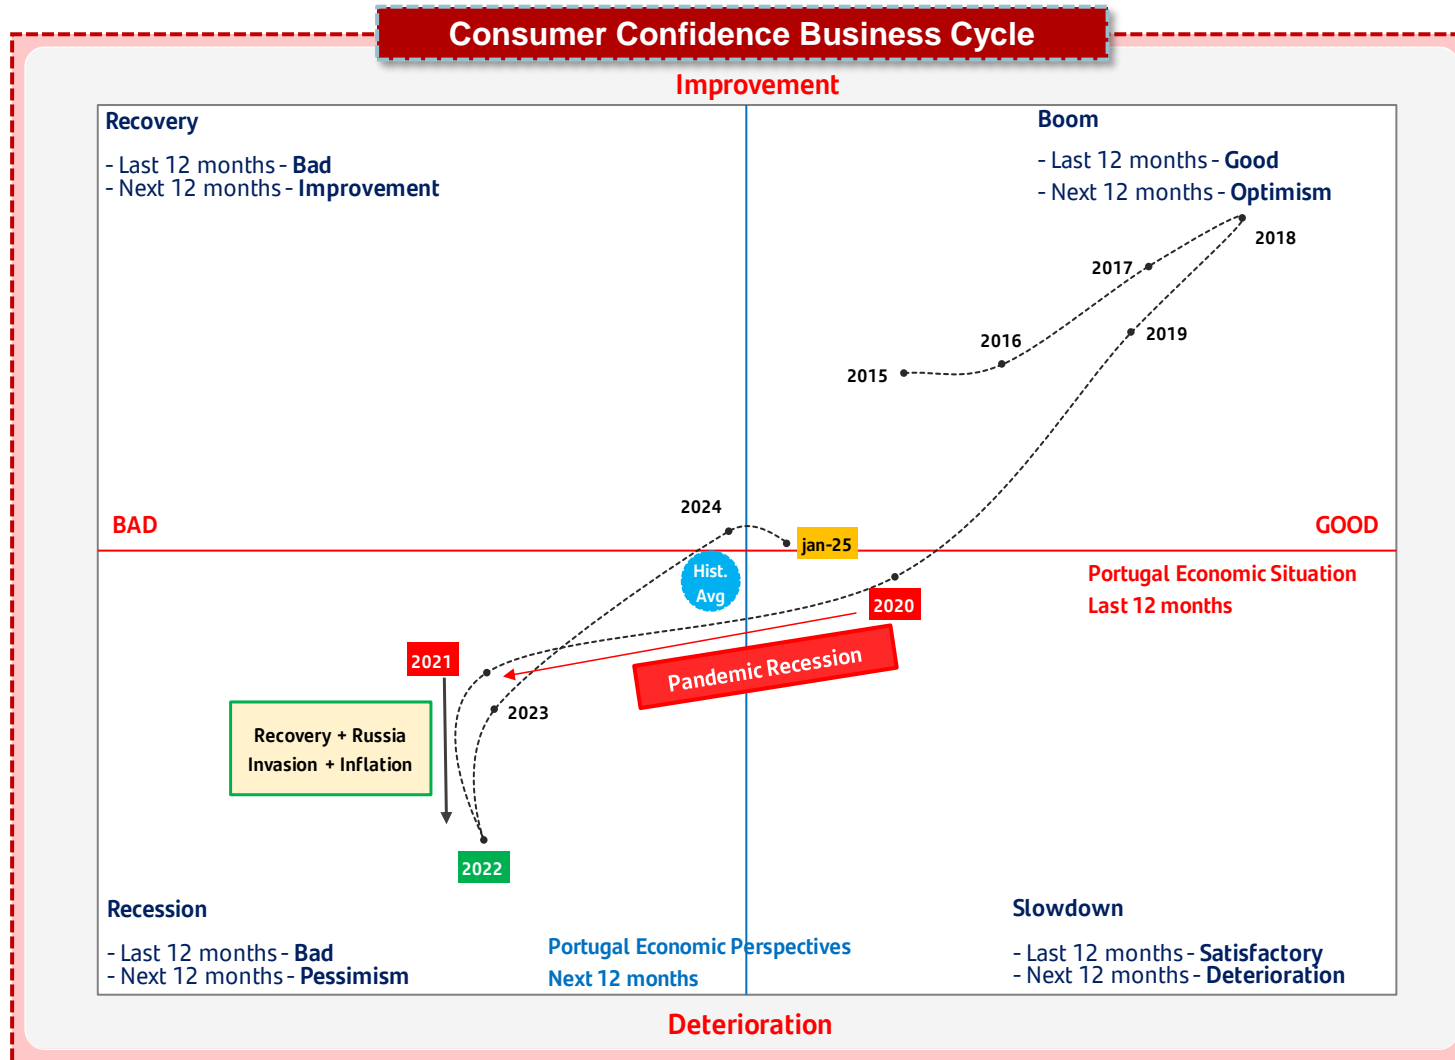 Consumer Confidence Business Cycle
Improvement
Recovery
- Last 12 months - Bad
- Next 12 months - Improvement
Boom
- Last 12 months - Good
- Next 12 months - Optimism
2018
2017
2019
2016
2015
2024
BAD
GOOD
jan-25
Hist.
Avg
Portugal Economic Situation
Last 12 months
2020
Pandemic Recession
2021
2023
Recovery + Russia
Invasion + Inflation
2022
Recession
- Last 12 months - Bad
- Next 12 months - Pessimism
Portugal Economic Perspectives
Next 12 months
Slowdown
- Last 12 months - Satisfactory
- Next 12 months - Deterioration
Deterioration